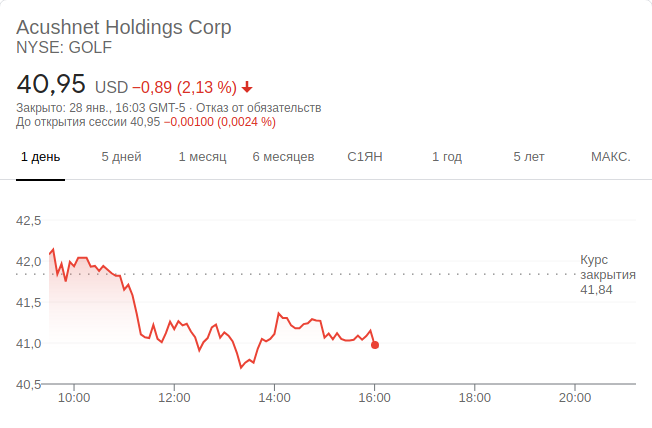 Acushnet Holdings Corp
NYSE: GOLF
40,95 USD −0,89 (2,13 %)
Закрыто: 28 янв., 16:03 GMT-5 · Отказ от обязательств
До открытия сессии 40,95 −0,00100 (0,0024 %)
1 день 5 дней 1 месяц 6 месяцев С1ЯН 1 год 5 лет МАКС.
42,5
42,0
41,5
41,0
40,5
Курс
закрытия
41,84
10:00 12:00 14:00 16:00 18:00 20:00